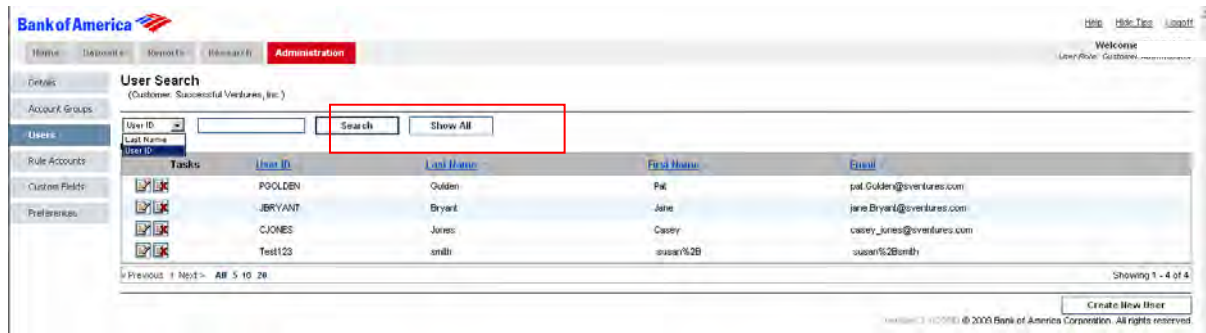 Bank of America
Help Hide Tips Logoff
Home Deposits Reports Research Administration
Welcome
User Role: Customer
Details
User Search
(Customer: Successful Ventures, Inc.)
Account Groups
User ID Search Show All
Last Name
User ID
Users
Rule Accounts
Tasks User ID Last Name First Name Email
PGOLDEN Gulden Pat pat.Gulden@sventures.com
Custom Fields
JBRYANT Bryant Jane jane.Bryant@sventures.com
Preferences
CJONES Jones Casey casey_jones@sventures.com
Test123 smith susan%2B susan%2Bsmith
< Previous 1 Next > All 5 10 20 Showing 1 - 4 of 4
Create New User
© 2009 Bank of America Corporation. All rights reserved.